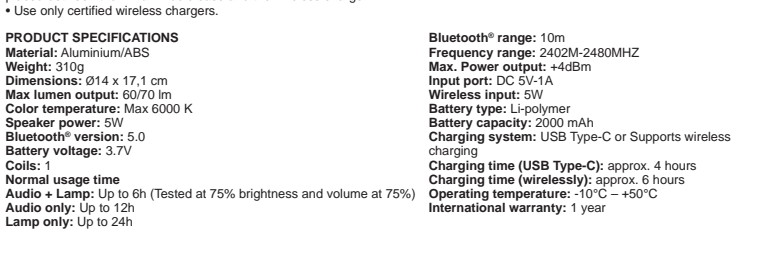 • Use only certified wireless chargers.
PRODUCT SPECIFICATIONS
Material: Aluminium/ABS
Weight: 310g
Dimensions: Ø14 x 17,1 cm
Max lumen output: 60/70 lm
Color temperature: Max 6000 K
Speaker power: 5W
Bluetooth® version: 5.0
Battery voltage: 3.7V
Coils: 1
Normal usage time
Audio + Lamp: Up to 6h (Tested at 75% brightness and volume at 75%)
Audio only: Up to 12h
Lamp only: Up to 24h
Bluetooth® range: 10m
Frequency range: 2402M-2480MHZ
Max. Power output: +4dBm
Input port: DC 5V-1A
Wireless input: 5W
Battery type: Li-polymer
Battery capacity: 2000 mAh
Charging system: USB Type-C or Supports wireless
charging
Charging time (USB Type-C): approx. 4 hours
Charging time (wirelessly): approx. 6 hours
Operating temperature: -10°C – +50°C
International warranty: 1 year